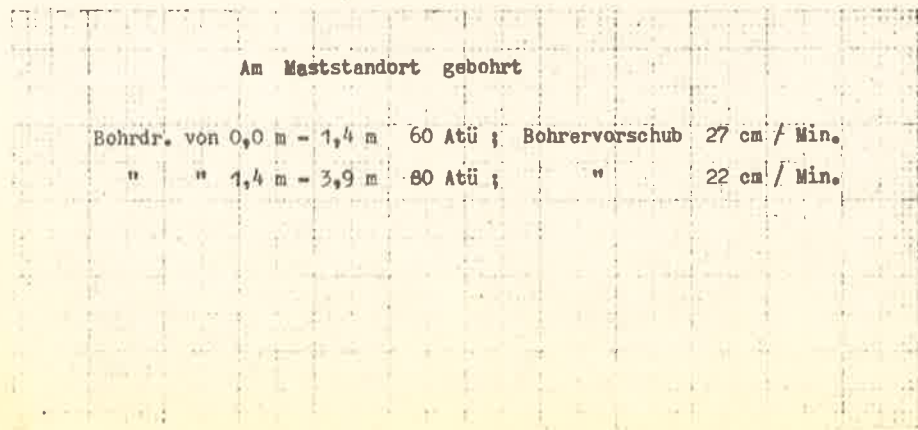 Am Maststandort gebohrt
Bohrdr. von 0,0 m - 1,4 m 60 Atü ; Bohrervorschub 27 cm / Min.
" " 1,4 m - 3,9 m 80 Atü ; " 22 cm / Min.